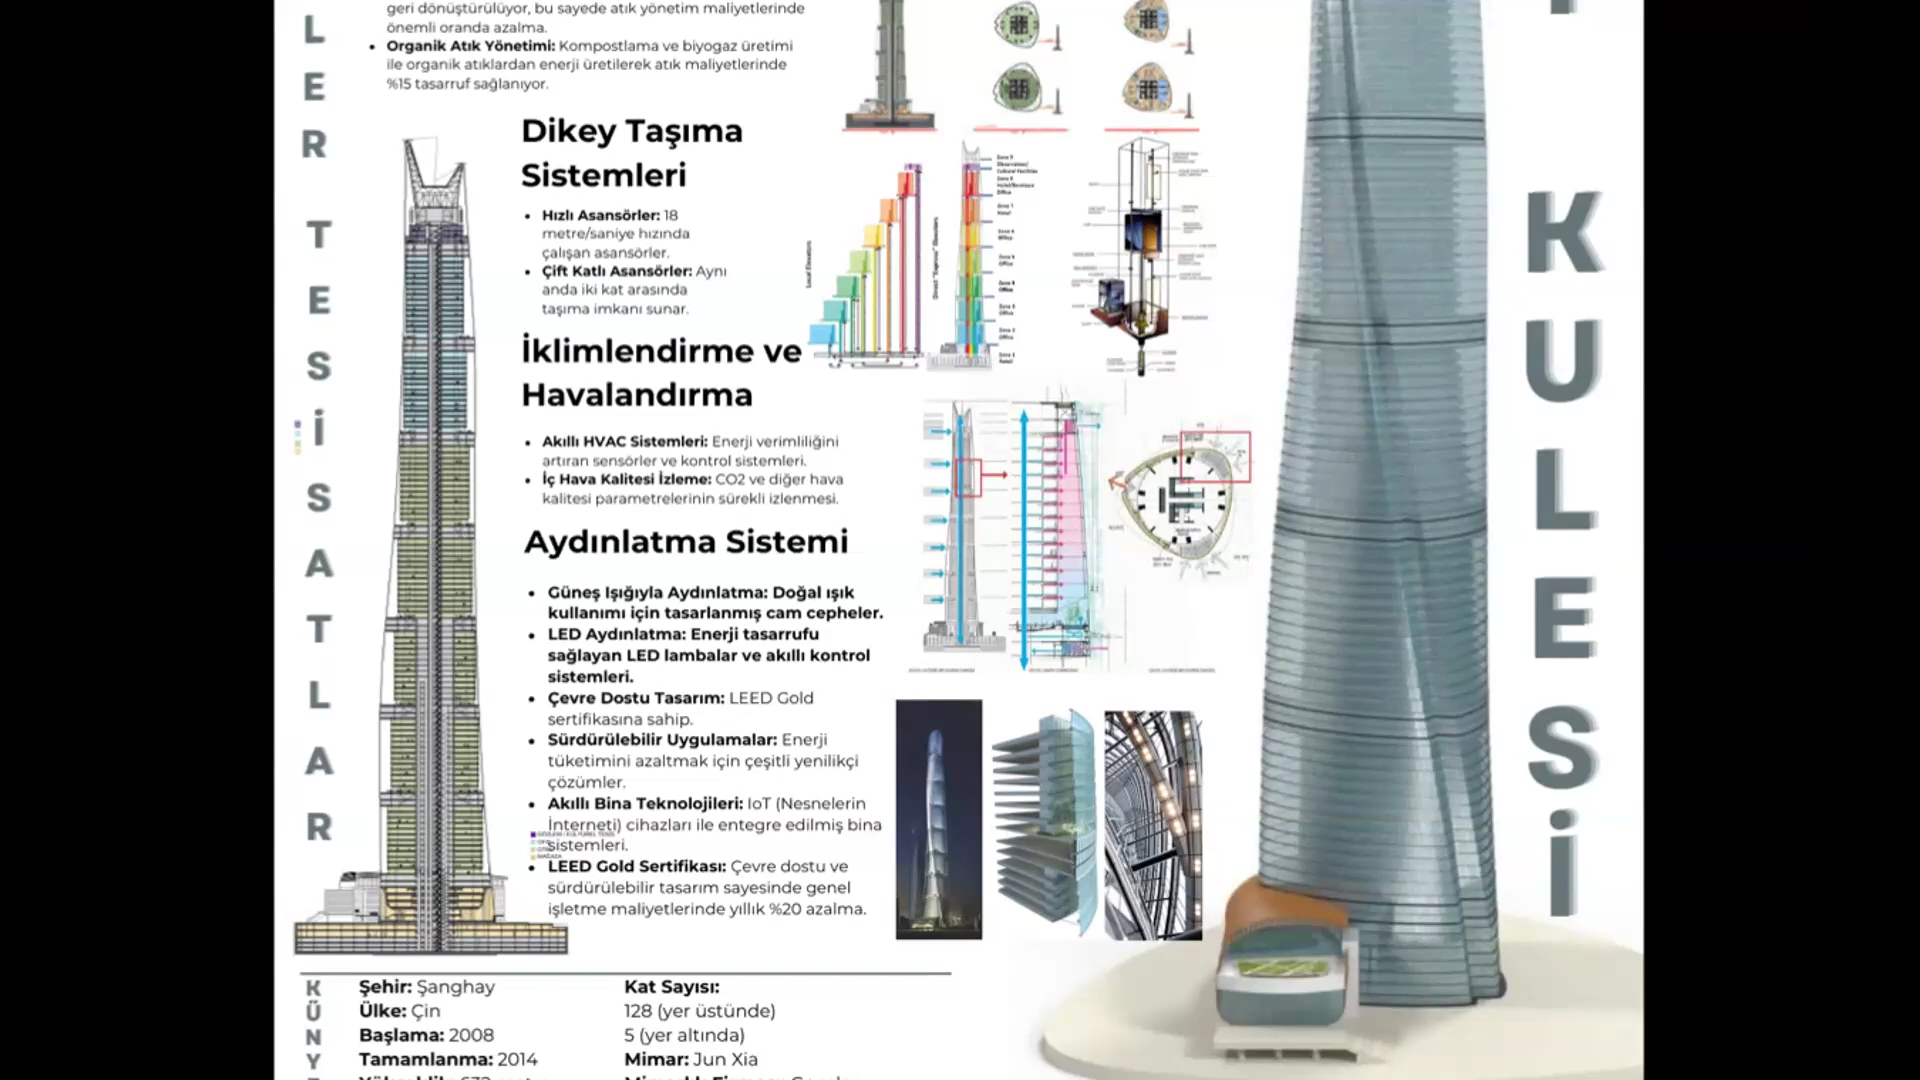 geri dönüştürülüyor, bu sayede atık yönetim maliyetlerinde
önemli oranda azalma.
Organik Atık Yönetimi: Kompostlama ve biyogaz üretimi
ile organik atıklardan enerji üretilerek atık maliyetlerinde
%15 tasarruf sağlanıyor.
LER TESİSATLAR
Dikey Taşıma
Sistemleri
Hızlı Asansörler: 18
metre/saniye hızında
çalışan asansörler.
Çift Katlı Asansörler: Aynı
anda iki kat arasında
taşıma imkanı sunar.
İklimlendirme ve
Havalandırma
Akıllı HVAC Sistemleri: Enerji verimliliğini
artıran sensörler ve kontrol sistemleri.
İç Hava Kalitesi İzleme: CO2 ve diğer hava
kalitesi parametrelerinin sürekli izlenmesi.
Aydınlatma Sistemi
Güneş Işığıyla Aydınlatma: Doğal ışık
kullanımı için tasarlanmış cam cepheler.
LED Aydınlatma: Enerji tasarrufu
sağlayan LED lambalar ve akıllı kontrol
sistemleri.
Çevre Dostu Tasarım: LEED Gold
sertifikasına sahip.
Sürdürülebilir Uygulamalar: Enerji
tüketimini azaltmak için çeşitli yenilikçi
çözümler.
Akıllı Bina Teknolojileri: IoT (Nesnelerin
İnterneti) cihazları ile entegre edilmiş bina
sistemleri.
LEED Gold Sertifikası: Çevre dostu ve
sürdürülebilir tasarım sayesinde genel
işletme maliyetlerinde yıllık %20 azalma.
Local Elevators
KULESİ
KÜNY
Şehir: Şanghay
Ülke: Çin
Başlama: 2008
Tamamlanma: 2014
Kat Sayısı:
128 (yer üstünde)
5 (yer altında)
Mimar: Jun Xia